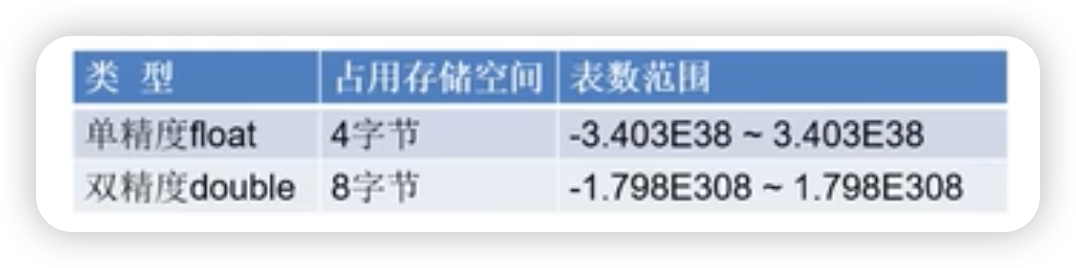 类 型 占用存储空间 表数范围
单精度float 4字节 -3.403E38 ~ 3.403E38
双精度double 8字节 -1.798E308 ~ 1.798E308